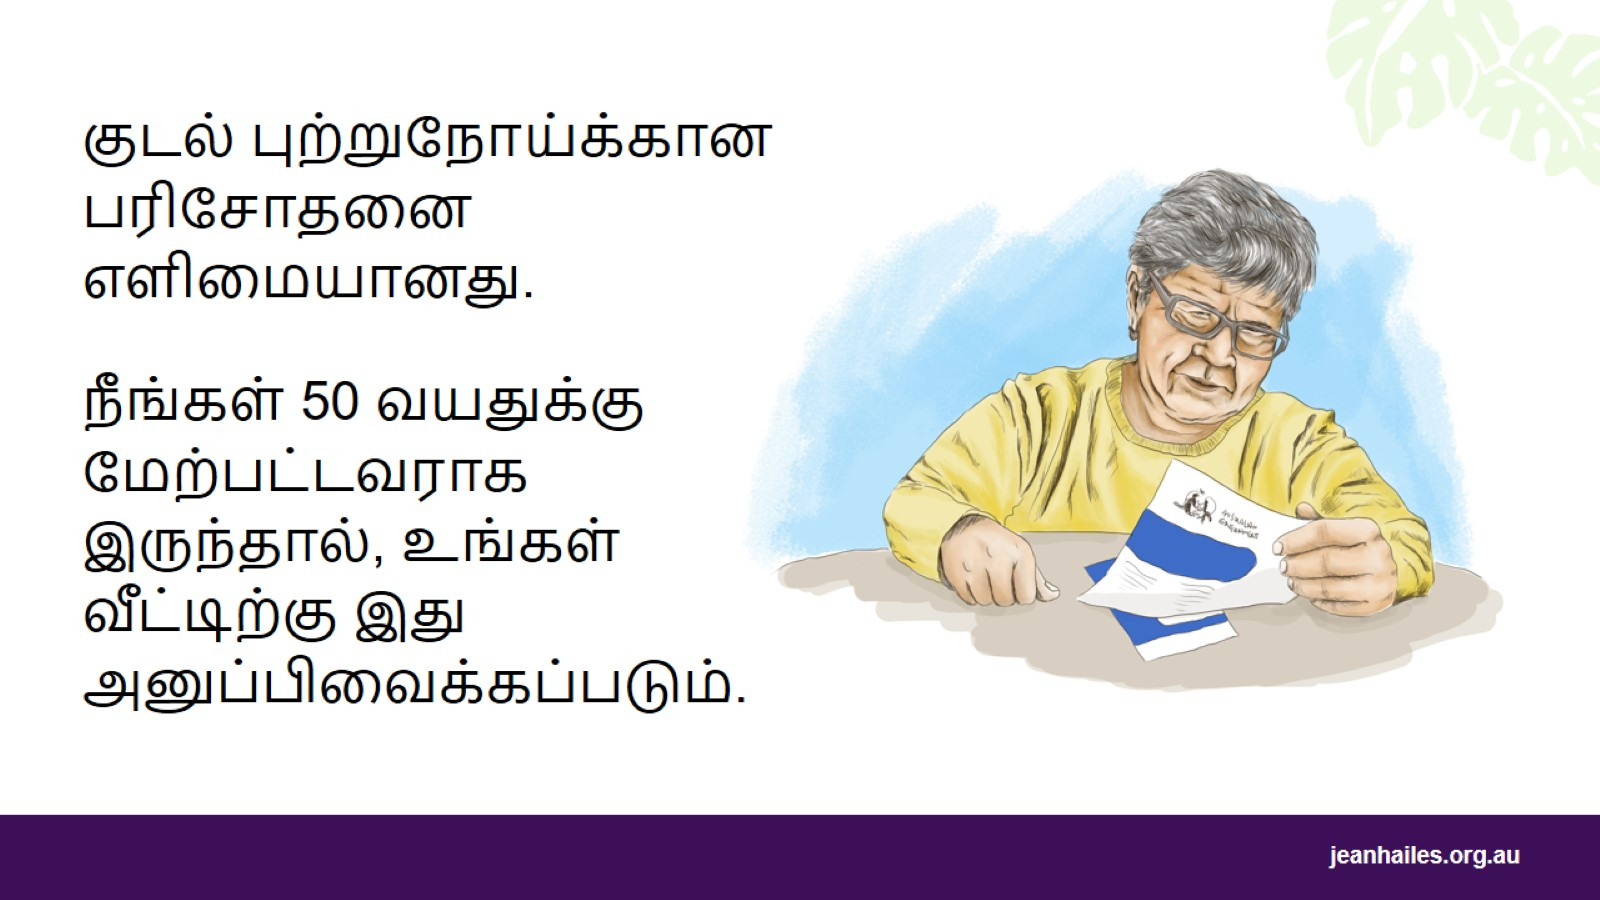 குடல் புற்றுநோய்க்கான
பரிசோதனை
எளிமையானது.
நீங்கள் 50 வயதுக்கு
மேற்பட்டவராக
இருந்தால், உங்கள்
வீட்டிற்கு இது
அனுப்பிவைக்கப்படும்.
jeanhailes.org.au